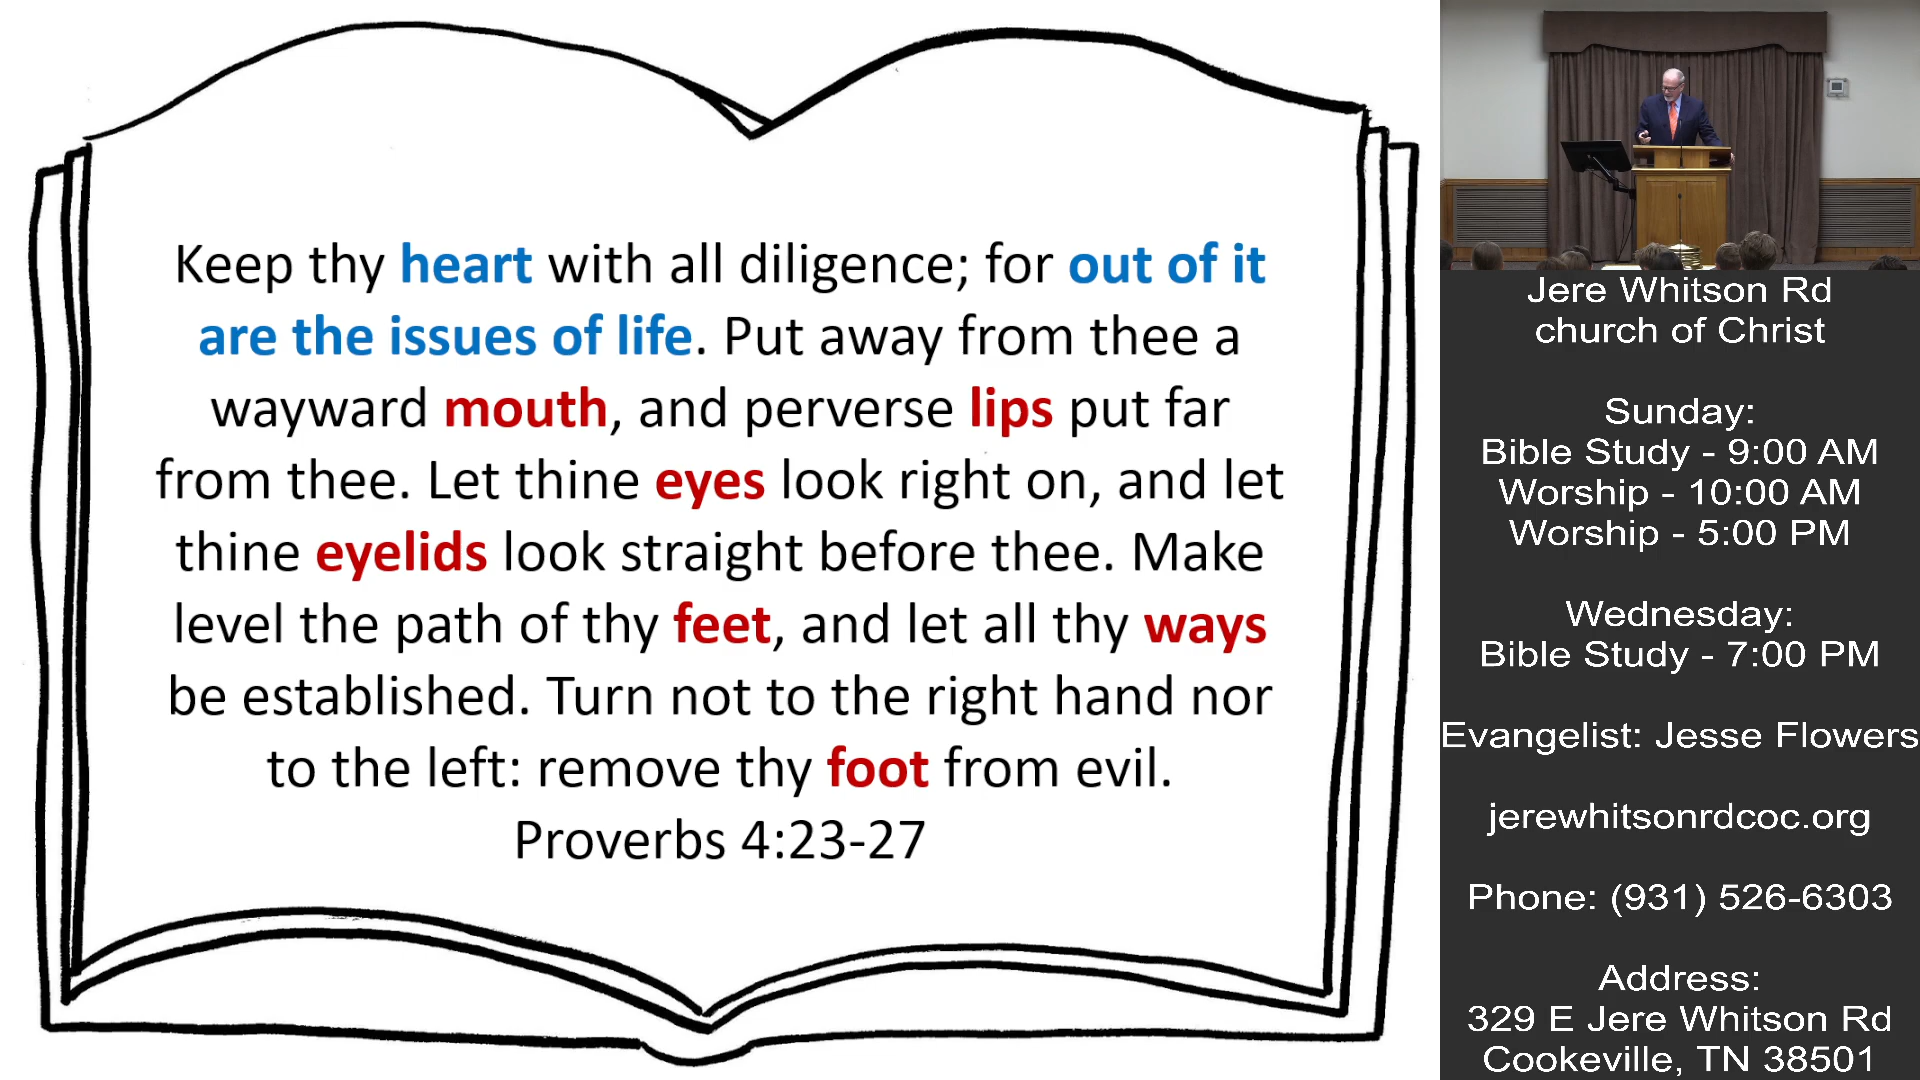 Keep thy heart with all diligence; for out of it
are the issues of life. Put away from thee a
wayward mouth, and perverse lips put far
from thee. Let thine eyes look right on, and let
thine eyelids look straight before thee. Make
level the path of thy feet, and let all thy ways
be established. Turn not to the right hand nor
to the left: remove thy foot from evil.
Proverbs 4:23-27
Jere Whitson Rd
church of Christ
Sunday:
Bible Study - 9:00 AM
Worship - 10:00 AM
Worship - 5:00 PM
Wednesday:
Bible Study - 7:00 PM
Evangelist: Jesse Flowers
jerewhitsonrdcoc.org
Phone: (931) 526-6303
Address:
329 E Jere Whitson Rd
Cookeville, TN 38501